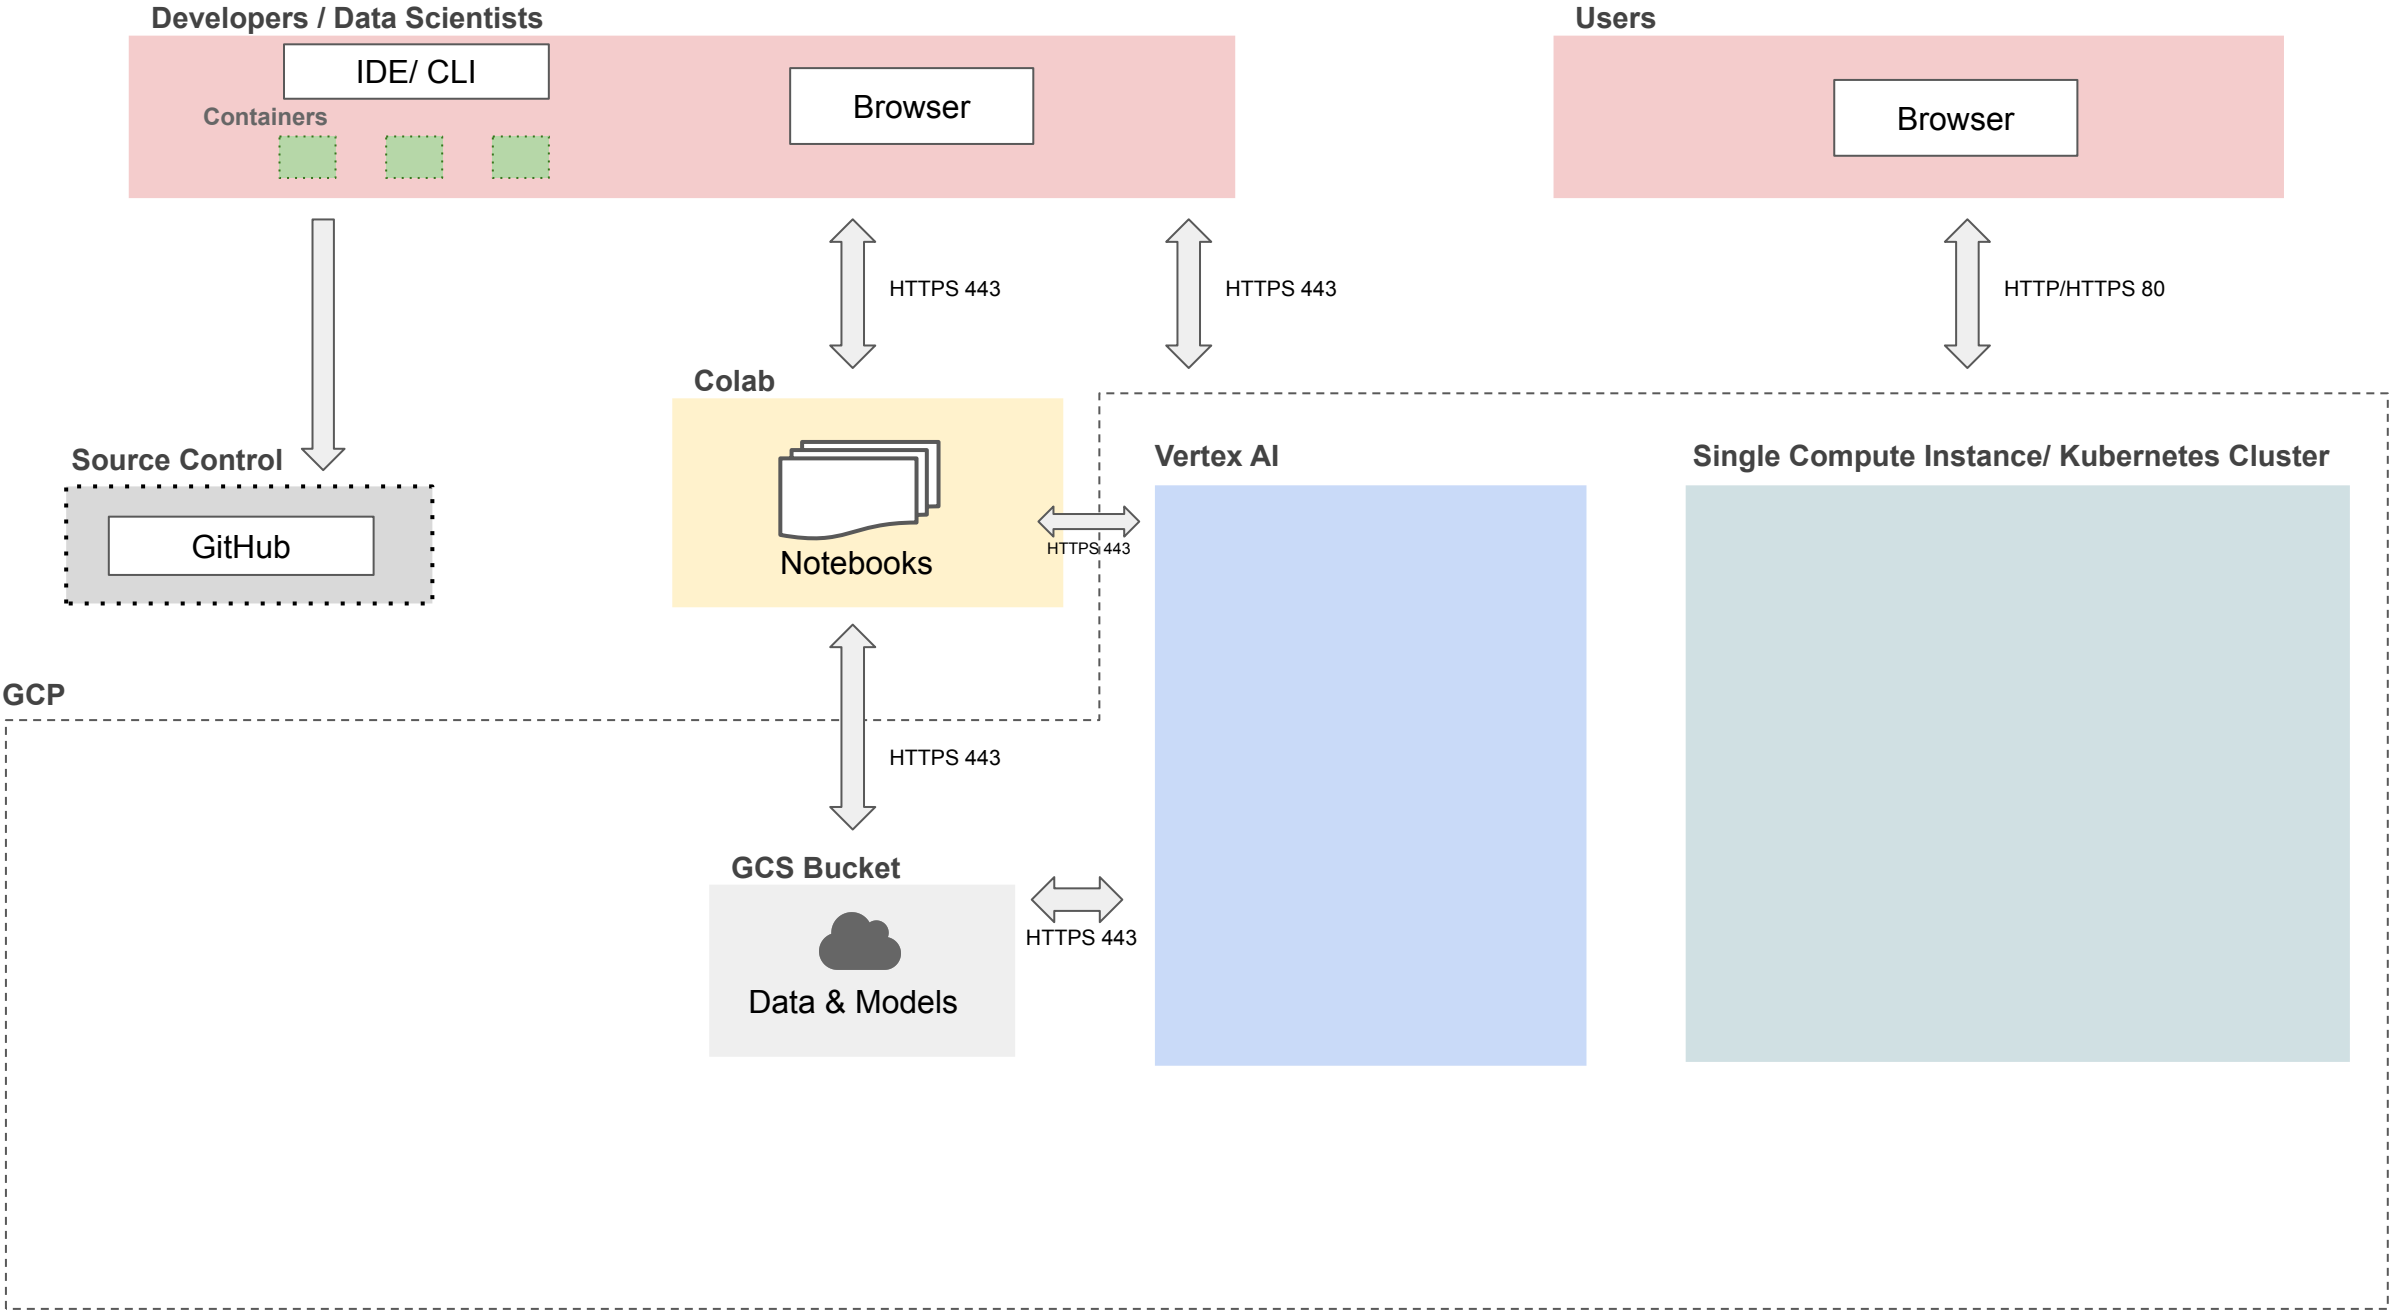 Developers / Data Scientists
Users
IDE/ CLI
Browser
Browser
Containers
HTTPS 443
HTTPS 443
HTTP/HTTPS 80
Colab
Source Control
Vertex AI
Single Compute Instance/ Kubernetes Cluster
GitHub
Notebooks
HTTPS 443
GCP
HTTPS 443
GCS Bucket
HTTPS 443
Data & Models